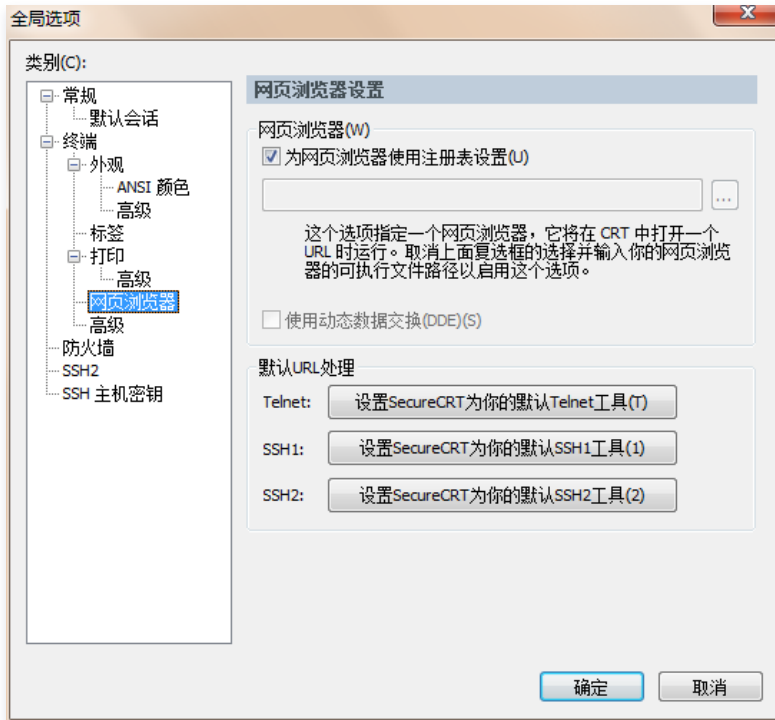 全局选项
类别(C):
常规
默认会话
终端
外观
ANSI 颜色
高级
标签
打印
高级
网页浏览器
高级
防火墙
SSH2
SSH 主机密钥
网页浏览器设置
网页浏览器(W)
为网页浏览器使用注册表设置(U)
...
这个选项指定一个网页浏览器，它将在 CRT 中打开一个
URL 时运行。取消上面复选框的选择并输入你的网页浏览
器的可执行文件路径以启用这个选项。
使用动态数据交换(DDE)(S)
默认URL处理
Telnet: 设置SecureCRT为你的默认Telnet工具(T)
SSH1: 设置SecureCRT为你的默认SSH1工具(1)
SSH2: 设置SecureCRT为你的默认SSH2工具(2)
确定 取消